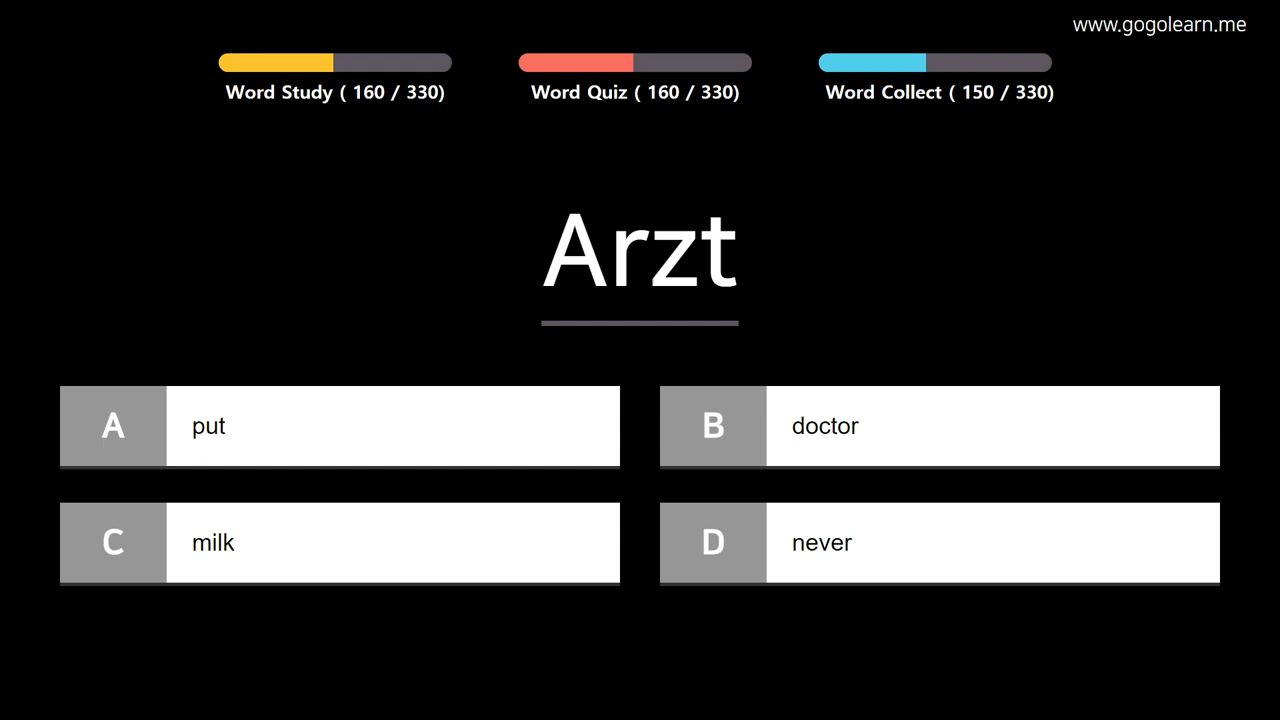 www.gogolearn.me
Word Study ( 160 / 330)
Word Quiz ( 160 / 330)
Word Collect ( 150 / 330)
Arzt
A put
B doctor
C milk
D never